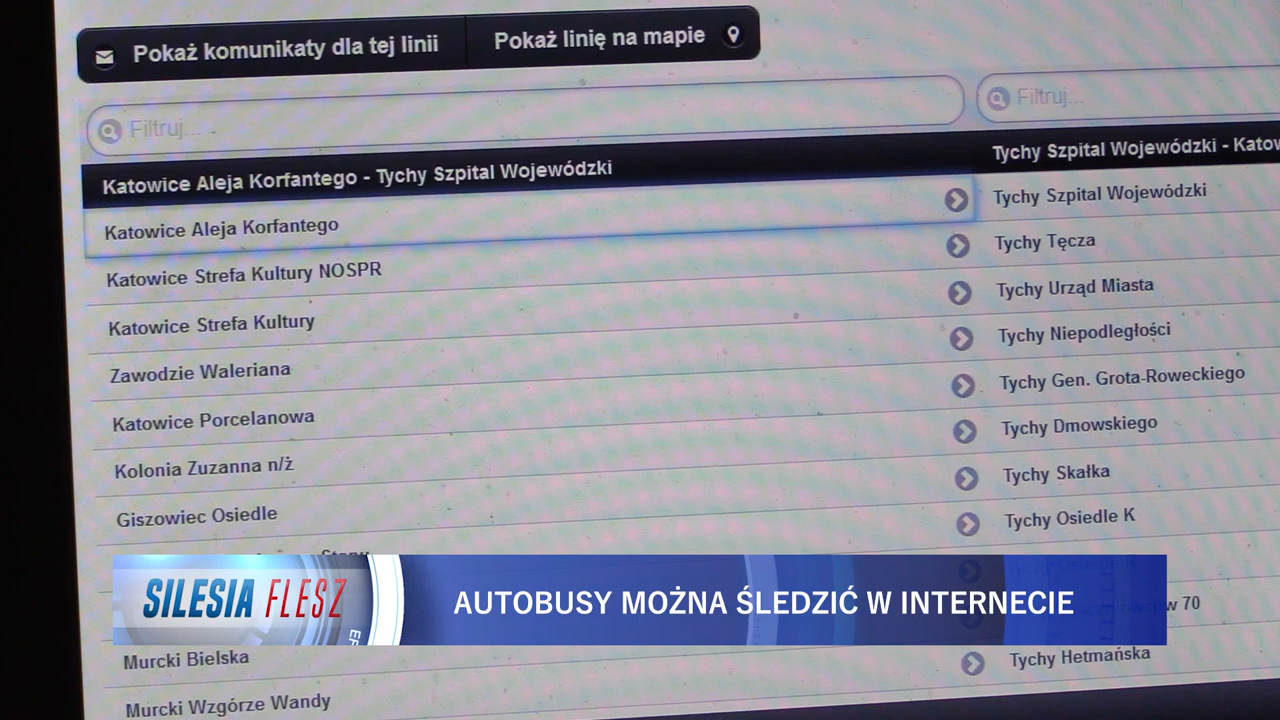 Pokaż komunikaty dla tej linii
Pokaż linię na mapie
Filtruj...
Filtruj...
Katowice Aleja Korfantego - Tychy Szpital Wojewódzki
Katowice Aleja Korfantego
Katowice Strefa Kultury NOSPR
Katowice Strefa Kultury
Zawodzie Waleriana
Katowice Porcelanowa
Kolonia Zuzanna n/ż
Giszowiec Osiedle
Murcki Bielska
Murcki Wzgórze Wandy
Tychy Szpital Wojewódzki - Katow
Tychy Szpital Wojewódzki
Tychy Tęcza
Tychy Urząd Miasta
Tychy Niepodległości
Tychy Gen. Grota-Roweckiego
Tychy Dmowskiego
Tychy Skałka
Tychy Osiedle K
70
Tychy Hetmańska
SILESIA FLESZ
AUTOBUSY MOŻNA ŚLEDZIĆ W INTERNECIE